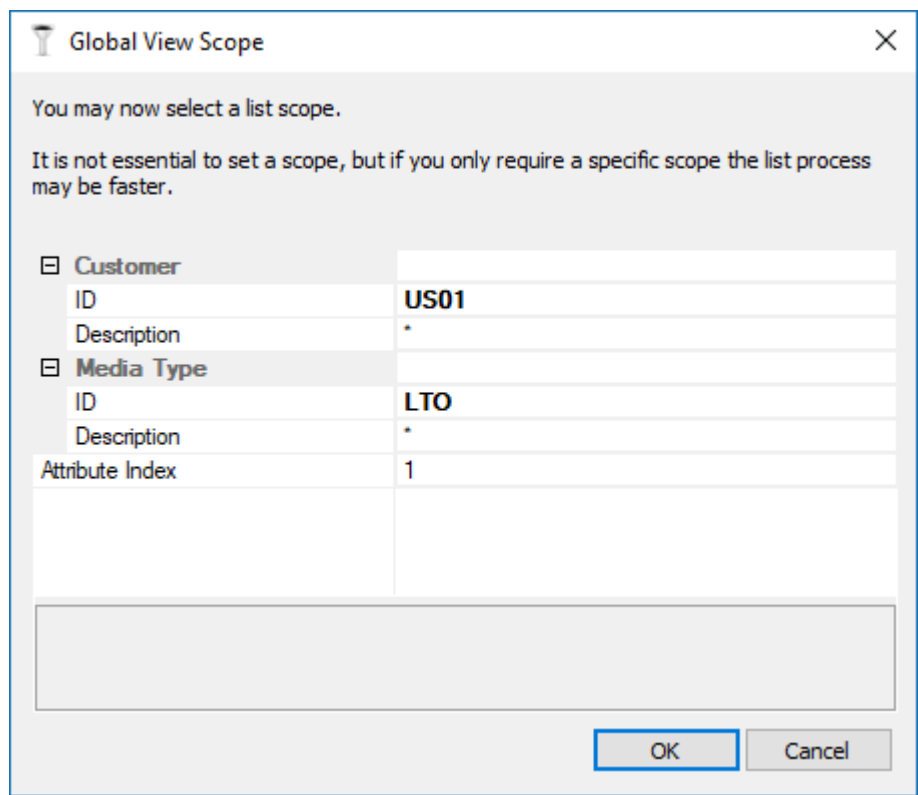 Global View Scope
You may now select a list scope.
It is not essential to set a scope, but if you only require a specific scope the list process
may be faster.
Customer
ID US01
Description *
Media Type
ID LTO
Description *
Attribute Index 1
OK Cancel